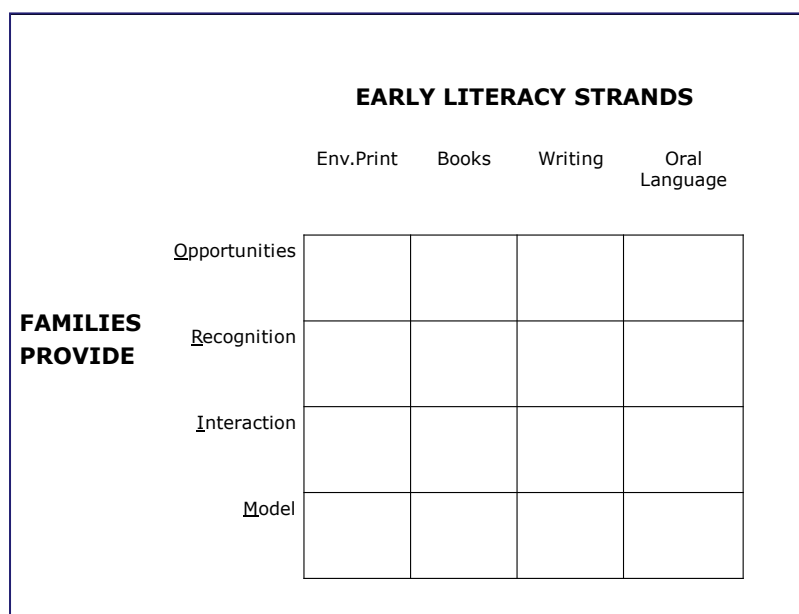 EARLY LITERACY STRANDS
Env.Print Books Writing Oral
Language
Opportunities
FAMILIES
PROVIDE
Recognition
Interaction
Model